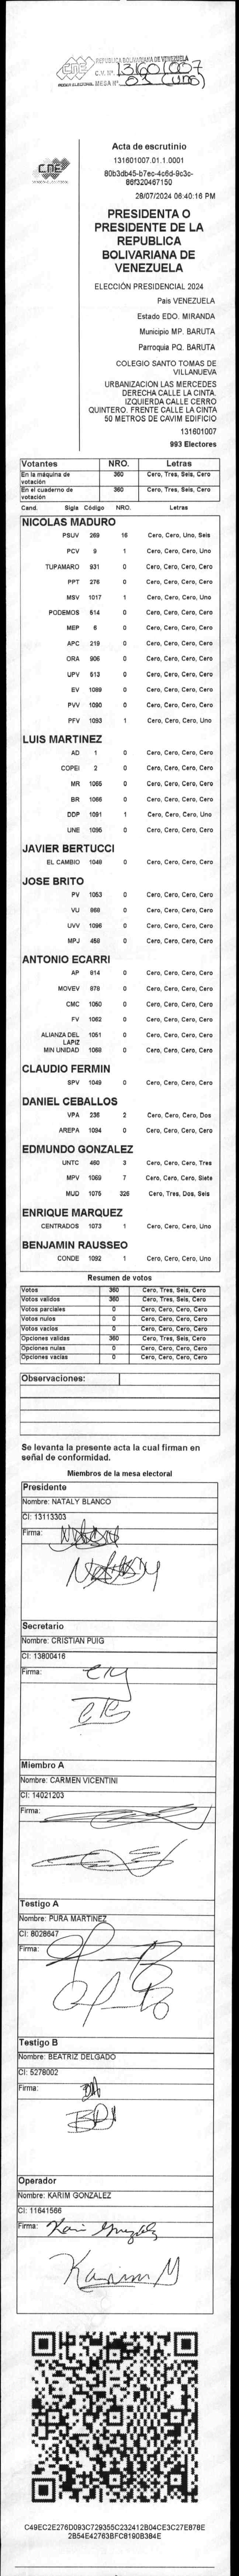 REPUBLICA BOLIVARIANA DE VENEZUELA
CNE
C.V. Nº: 131601007
PODER ELECTORAL MESA Nº: 01 (UNO)
CNE
PODER ELECTORAL
Acta de escrutinio
131601007.01.1.0001
80b3db45-b7ec-4c6d-9c3c-
86f320467150
28/07/2024 06:40:16 PM
PRESIDENTA O
PRESIDENTE DE LA
REPUBLICA
BOLIVARIANA DE
VENEZUELA
ELECCIÓN PRESIDENCIAL 2024
Pais VENEZUELA
Estado EDO. MIRANDA
Municipio MP. BARUTA
Parroquia PQ. BARUTA
COLEGIO SANTO TOMAS DE
VILLANUEVA
URBANIZACION LAS MERCEDES
DERECHA CALLE LA CINTA.
IZQUIERDA CALLE CERRO
QUINTERO. FRENTE CALLE LA CINTA
50 METROS DE CAVIM EDIFICIO
131601007
993 Electores
Votantes NRO. Letras
En la máquina de votación 360 Cero, Tres, Seis, Cero
En el cuaderno de votación 360 Cero, Tres, Seis, Cero
Cand. Sigla Código NRO. Letras
NICOLAS MADURO
PSUV 269 16 Cero, Cero, Uno, Seis
PCV 9 1 Cero, Cero, Cero, Uno
TUPAMARO 931 0 Cero, Cero, Cero, Cero
PPT 276 0 Cero, Cero, Cero, Cero
MSV 1017 1 Cero, Cero, Cero, Uno
PODEMOS 514 0 Cero, Cero, Cero, Cero
MEP 6 0 Cero, Cero, Cero, Cero
APC 219 0 Cero, Cero, Cero, Cero
ORA 906 0 Cero, Cero, Cero, Cero
UPV 513 0 Cero, Cero, Cero, Cero
EV 1089 0 Cero, Cero, Cero, Cero
PVV 1090 0 Cero, Cero, Cero, Cero
PFV 1093 1 Cero, Cero, Cero, Uno
LUIS MARTINEZ
AD 1 0 Cero, Cero, Cero, Cero
COPEI 2 0 Cero, Cero, Cero, Cero
MR 1065 0 Cero, Cero, Cero, Cero
BR 1066 0 Cero, Cero, Cero, Cero
DDP 1091 1 Cero, Cero, Cero, Uno
UNE 1095 0 Cero, Cero, Cero, Cero
JAVIER BERTUCCI
EL CAMBIO 1048 0 Cero, Cero, Cero, Cero
JOSE BRITO
PV 1053 0 Cero, Cero, Cero, Cero
VU 868 0 Cero, Cero, Cero, Cero
UVV 1096 0 Cero, Cero, Cero, Cero
MPJ 458 0 Cero, Cero, Cero, Cero
ANTONIO ECARRI
AP 814 0 Cero, Cero, Cero, Cero
MOVEV 878 0 Cero, Cero, Cero, Cero
CMC 1050 0 Cero, Cero, Cero, Cero
FV 1062 0 Cero, Cero, Cero, Cero
ALIANZA DEL LAPIZ 1051 0 Cero, Cero, Cero, Cero
MIN UNIDAD 1068 0 Cero, Cero, Cero, Cero
CLAUDIO FERMIN
SPV 1049 0 Cero, Cero, Cero, Cero
DANIEL CEBALLOS
VPA 236 2 Cero, Cero, Cero, Dos
AREPA 1094 0 Cero, Cero, Cero, Cero
EDMUNDO GONZALEZ
UNTC 460 3 Cero, Cero, Cero, Tres
MPV 1069 7 Cero, Cero, Cero, Siete
MUD 1075 326 Cero, Tres, Dos, Seis
ENRIQUE MARQUEZ
CENTRADOS 1073 1 Cero, Cero, Cero, Uno
BENJAMIN RAUSSEO
CONDE 1092 1 Cero, Cero, Cero, Uno
Resumen de votos
Votos 360 Cero, Tres, Seis, Cero
Votos validos 360 Cero, Tres, Seis, Cero
Votos parciales 0 Cero, Cero, Cero, Cero
Votos nulos 0 Cero, Cero, Cero, Cero
Votos vacios 0 Cero, Cero, Cero, Cero
Opciones validas 360 Cero, Tres, Seis, Cero
Opciones nulas 0 Cero, Cero, Cero, Cero
Opciones vacias 0 Cero, Cero, Cero, Cero
Observaciones:
Se levanta la presente acta la cual firman en
señal de conformidad.
Miembros de la mesa electoral
Presidente
Nombre: NATALY BLANCO
CI: 13113303
Firma:
Secretario
Nombre: CRISTIAN PUIG
CI: 13800416
Firma:
Miembro A
Nombre: CARMEN VICENTINI
CI: 14021203
Firma:
Testigo A
Nombre: PURA MARTINEZ
CI: 8028647
Firma:
Testigo B
Nombre: BEATRIZ DELGADO
CI: 5278002
Firma:
Operador
Nombre: KARIM GONZALEZ
CI: 11641566
Firma:
C49EC2E276D093C729355C232412B04CE3C27E878E
2B54E42763BFC8190B384E